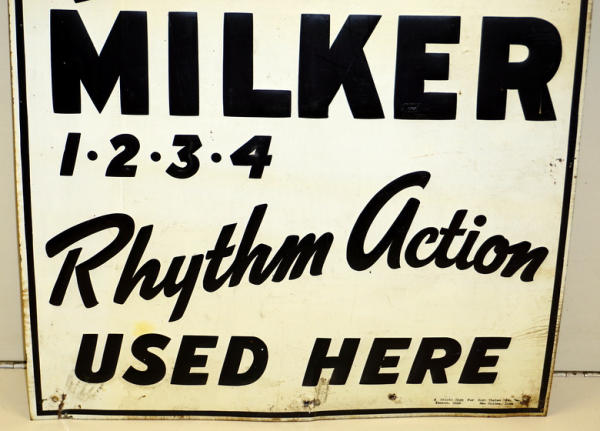 MILKER
1·2·3·4
Rhythm Action
USED HERE